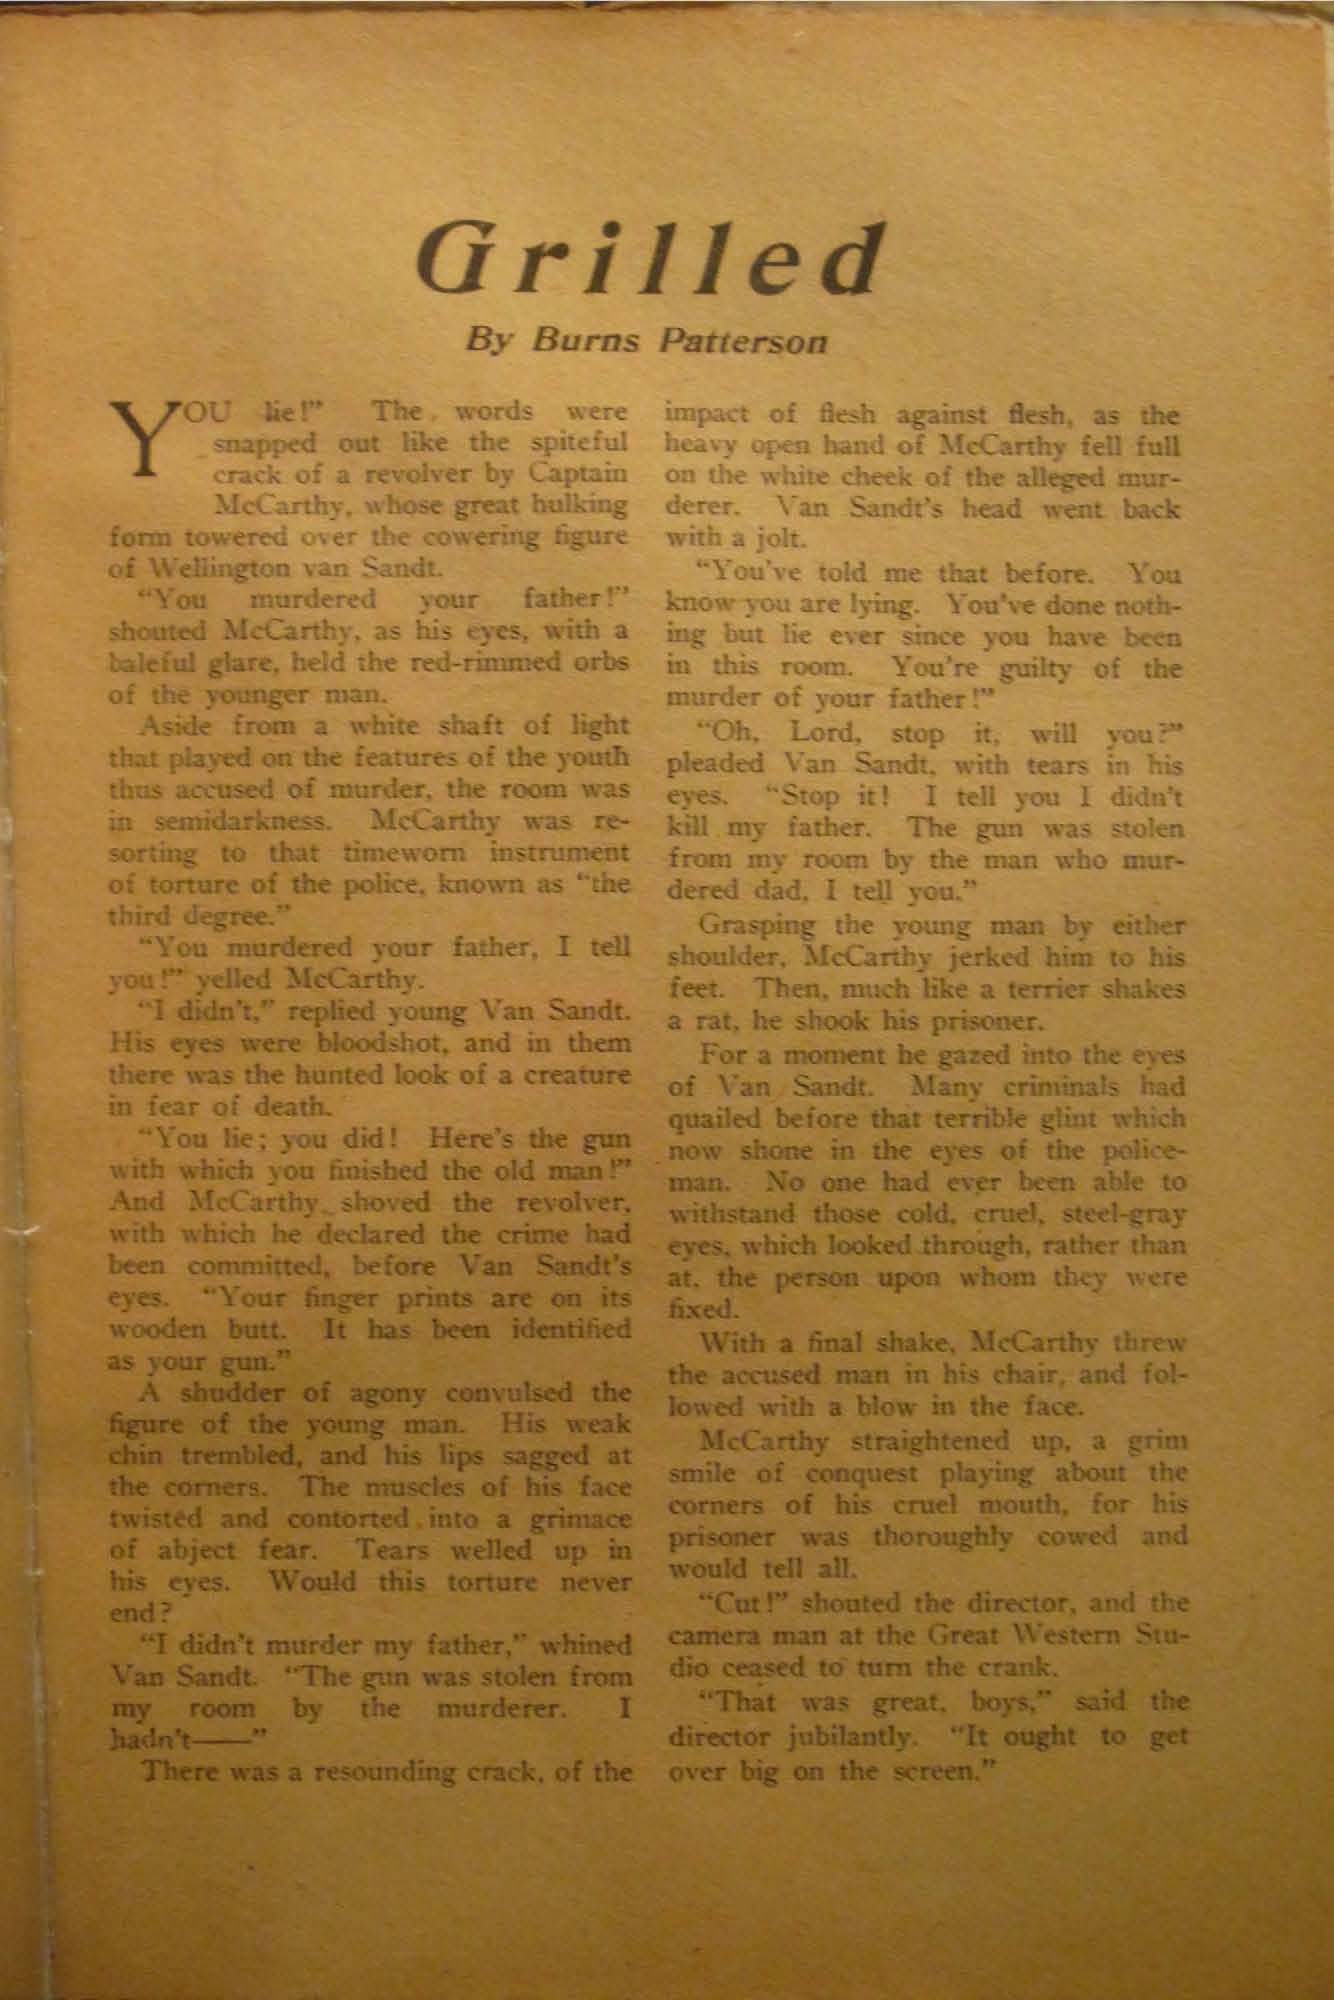 Grilled
By Burns Patterson
YOU lie!" The words were
snapped out like the spiteful
crack of a revolver by Captain
McCarthy, whose great hulking
form towered over the cowering figure
of Wellington van Sandt.
"You murdered your father!"
shouted McCarthy, as his eyes, with a
baleful glare, held the red-rimmed orbs
of the younger man.
Aside from a white shaft of light
that played on the features of the youth
thus accused of murder, the room was
in semidarkness. McCarthy was re-
sorting to that timeworn instrument
of torture of the police, known as "the
third degree."
"You murdered your father, I tell
you!" yelled McCarthy.
"I didn't," replied young Van Sandt.
His eyes were bloodshot, and in them
there was the hunted look of a creature
in fear of death.
"You lie; you did! Here's the gun
with which you finished the old man!"
And McCarthy shoved the revolver,
with which he declared the crime had
been committed, before Van Sandt's
eyes. "Your finger prints are on its
wooden butt. It has been identified
as your gun."
A shudder of agony convulsed the
figure of the young man. His weak
chin trembled, and his lips sagged at
the corners. The muscles of his face
twisted and contorted into a grimace
of abject fear. Tears welled up in
his eyes. Would this torture never
end?
"I didn't murder my father," whined
Van Sandt. "The gun was stolen from
my room by the murderer. I
hadn't——"
There was a resounding crack, of the
impact of flesh against flesh, as the
heavy open hand of McCarthy fell full
on the white cheek of the alleged mur-
derer. Van Sandt's head went back
with a jolt.
"You've told me that before. You
know you are lying. You've done noth-
ing but lie ever since you have been
in this room. You're guilty of the
murder of your father!"
"Oh, Lord, stop it, will you?"
pleaded Van Sandt, with tears in his
eyes. "Stop it! I tell you I didn't
kill my father. The gun was stolen
from my room by the man who mur-
dered dad, I tell you."
Grasping the young man by either
shoulder, McCarthy jerked him to his
feet. Then, much like a terrier shakes
a rat, he shook his prisoner.
For a moment he gazed into the eyes
of Van Sandt. Many criminals had
quailed before that terrible glint which
now shone in the eyes of the police-
man. No one had ever been able to
withstand those cold, cruel, steel-gray
eyes, which looked through, rather than
at, the person upon whom they were
fixed.
With a final shake, McCarthy threw
the accused man in his chair, and fol-
lowed with a blow in the face.
McCarthy straightened up, a grim
smile of conquest playing about the
corners of his cruel mouth, for his
prisoner was thoroughly cowed and
would tell all.
"Cut!" shouted the director, and the
camera man at the Great Western Stu-
dio ceased to turn the crank.
"That was great, boys," said the
director jubilantly. "It ought to get
over big on the screen."